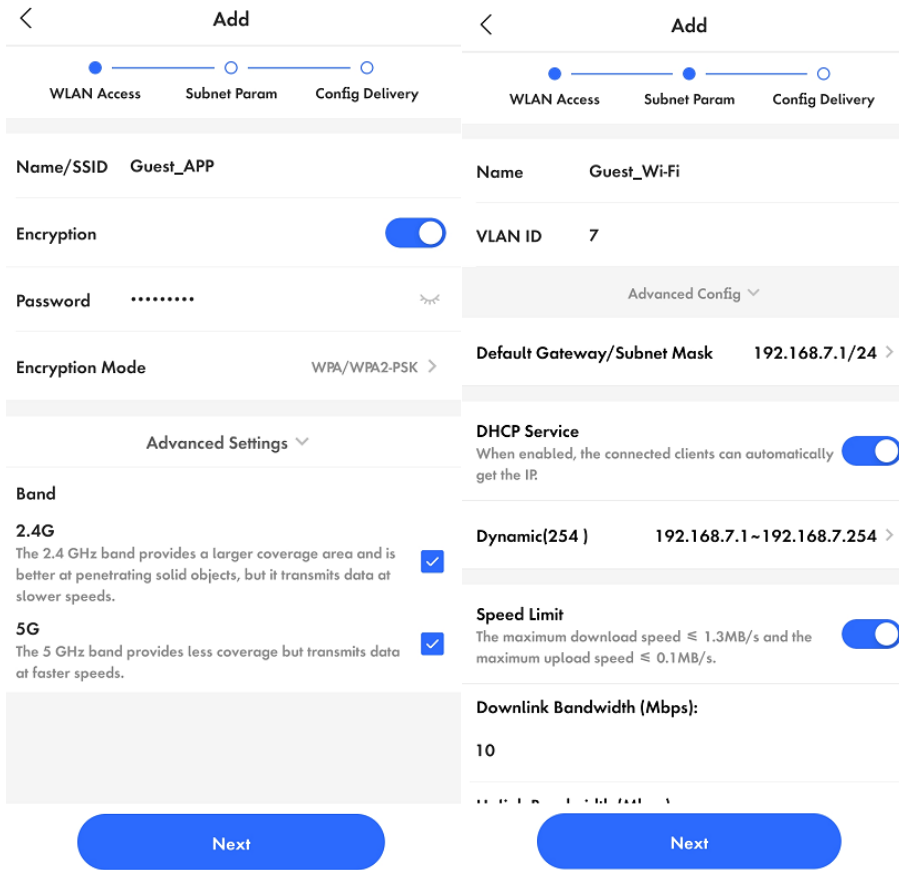 Add
WLAN Access Subnet Param Config Delivery
Name/SSID Guest_APP
Encryption
Password •••••••••
Encryption Mode WPA/WPA2-PSK
Advanced Settings
Band
2.4G
The 2.4 GHz band provides a larger coverage area and is
better at penetrating solid objects, but it transmits data at
slower speeds.
5G
The 5 GHz band provides less coverage but transmits data
at faster speeds.
Next
Add
WLAN Access Subnet Param Config Delivery
Name Guest_Wi-Fi
VLAN ID 7
Advanced Config
Default Gateway/Subnet Mask 192.168.7.1/24
DHCP Service
When enabled, the connected clients can automatically
get the IP.
Dynamic(254 ) 192.168.7.1~192.168.7.254
Speed Limit
The maximum download speed ≤ 1.3MB/s and the
maximum upload speed ≤ 0.1MB/s.
Downlink Bandwidth (Mbps):
10
Next